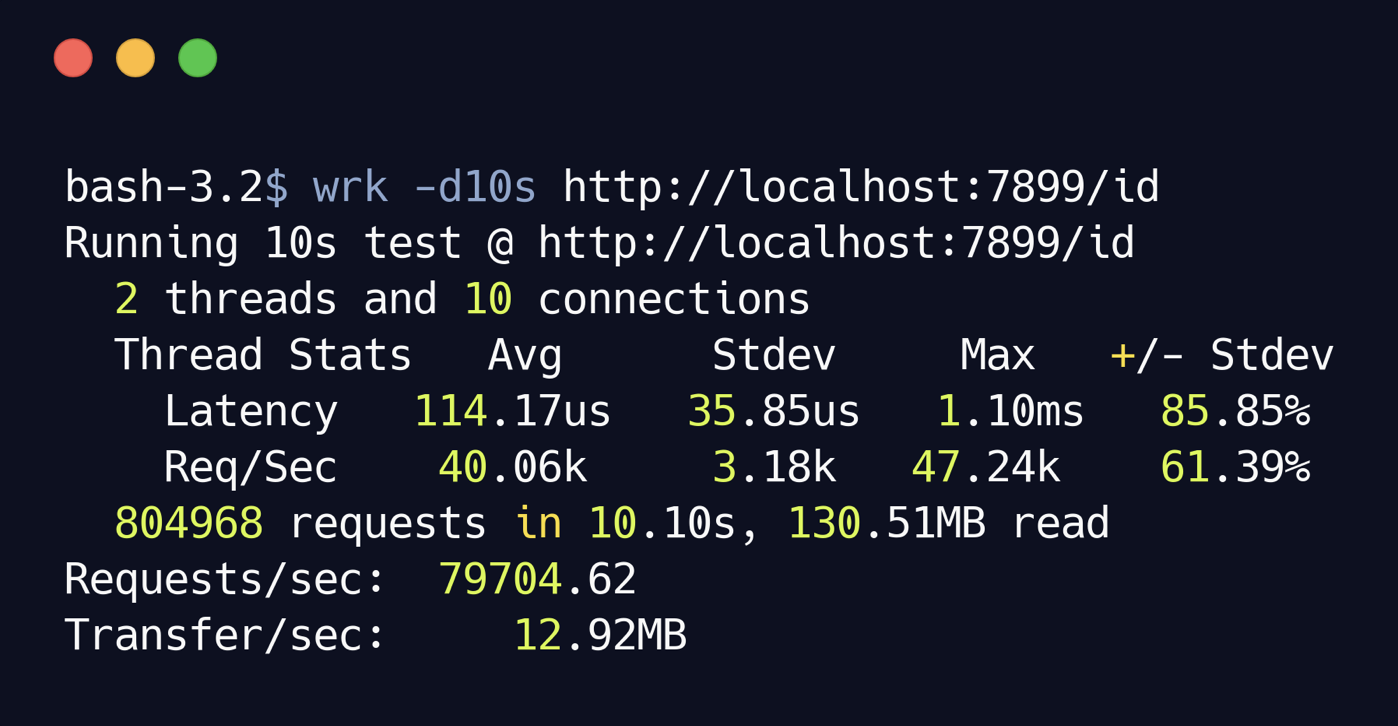 bash-3.2$ wrk -d10s http://localhost:7899/id
Running 10s test @ http://localhost:7899/id
  2 threads and 10 connections
  Thread Stats   Avg      Stdev     Max   +/- Stdev
    Latency   114.17us   35.85us   1.10ms   85.85%
    Req/Sec    40.06k     3.18k   47.24k    61.39%
  804968 requests in 10.10s, 130.51MB read
Requests/sec:  79704.62
Transfer/sec:     12.92MB